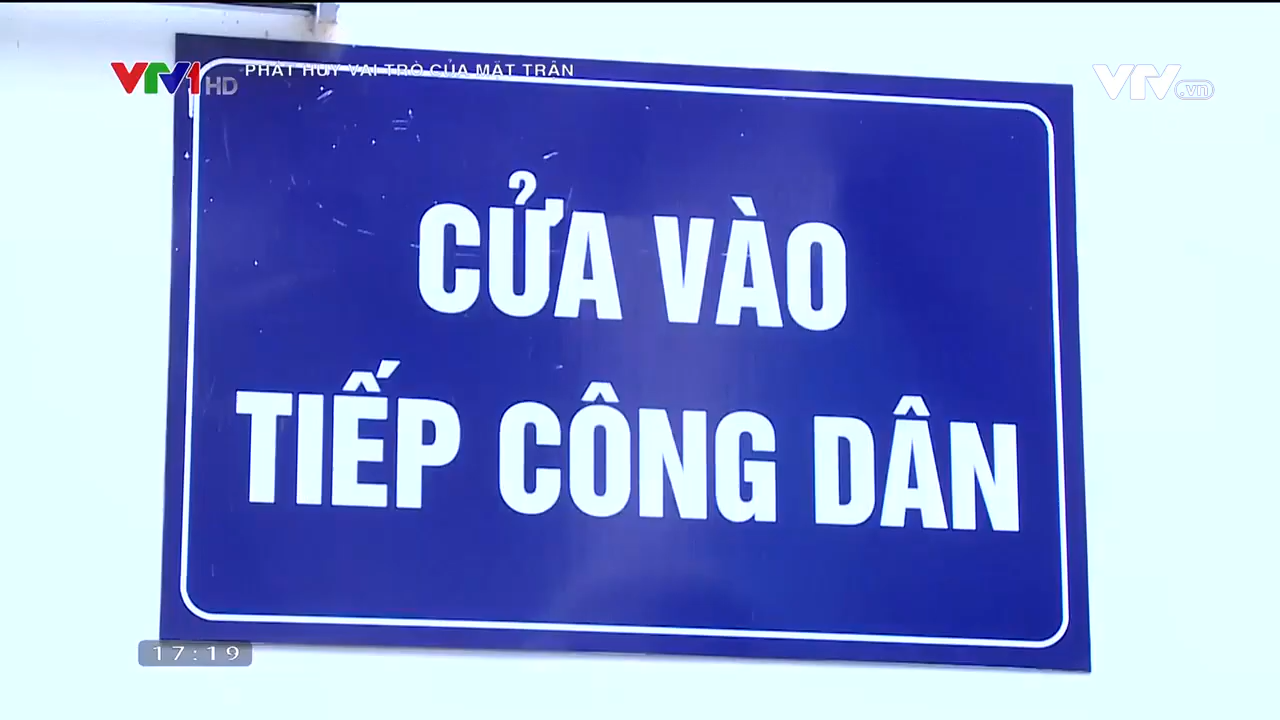 VTV1 HD
PHÁT HUY VAI TRÒ CỦA MẶT TRẬN
VTV.vn
CỬA VÀO
TIẾP CÔNG DÂN
17:19